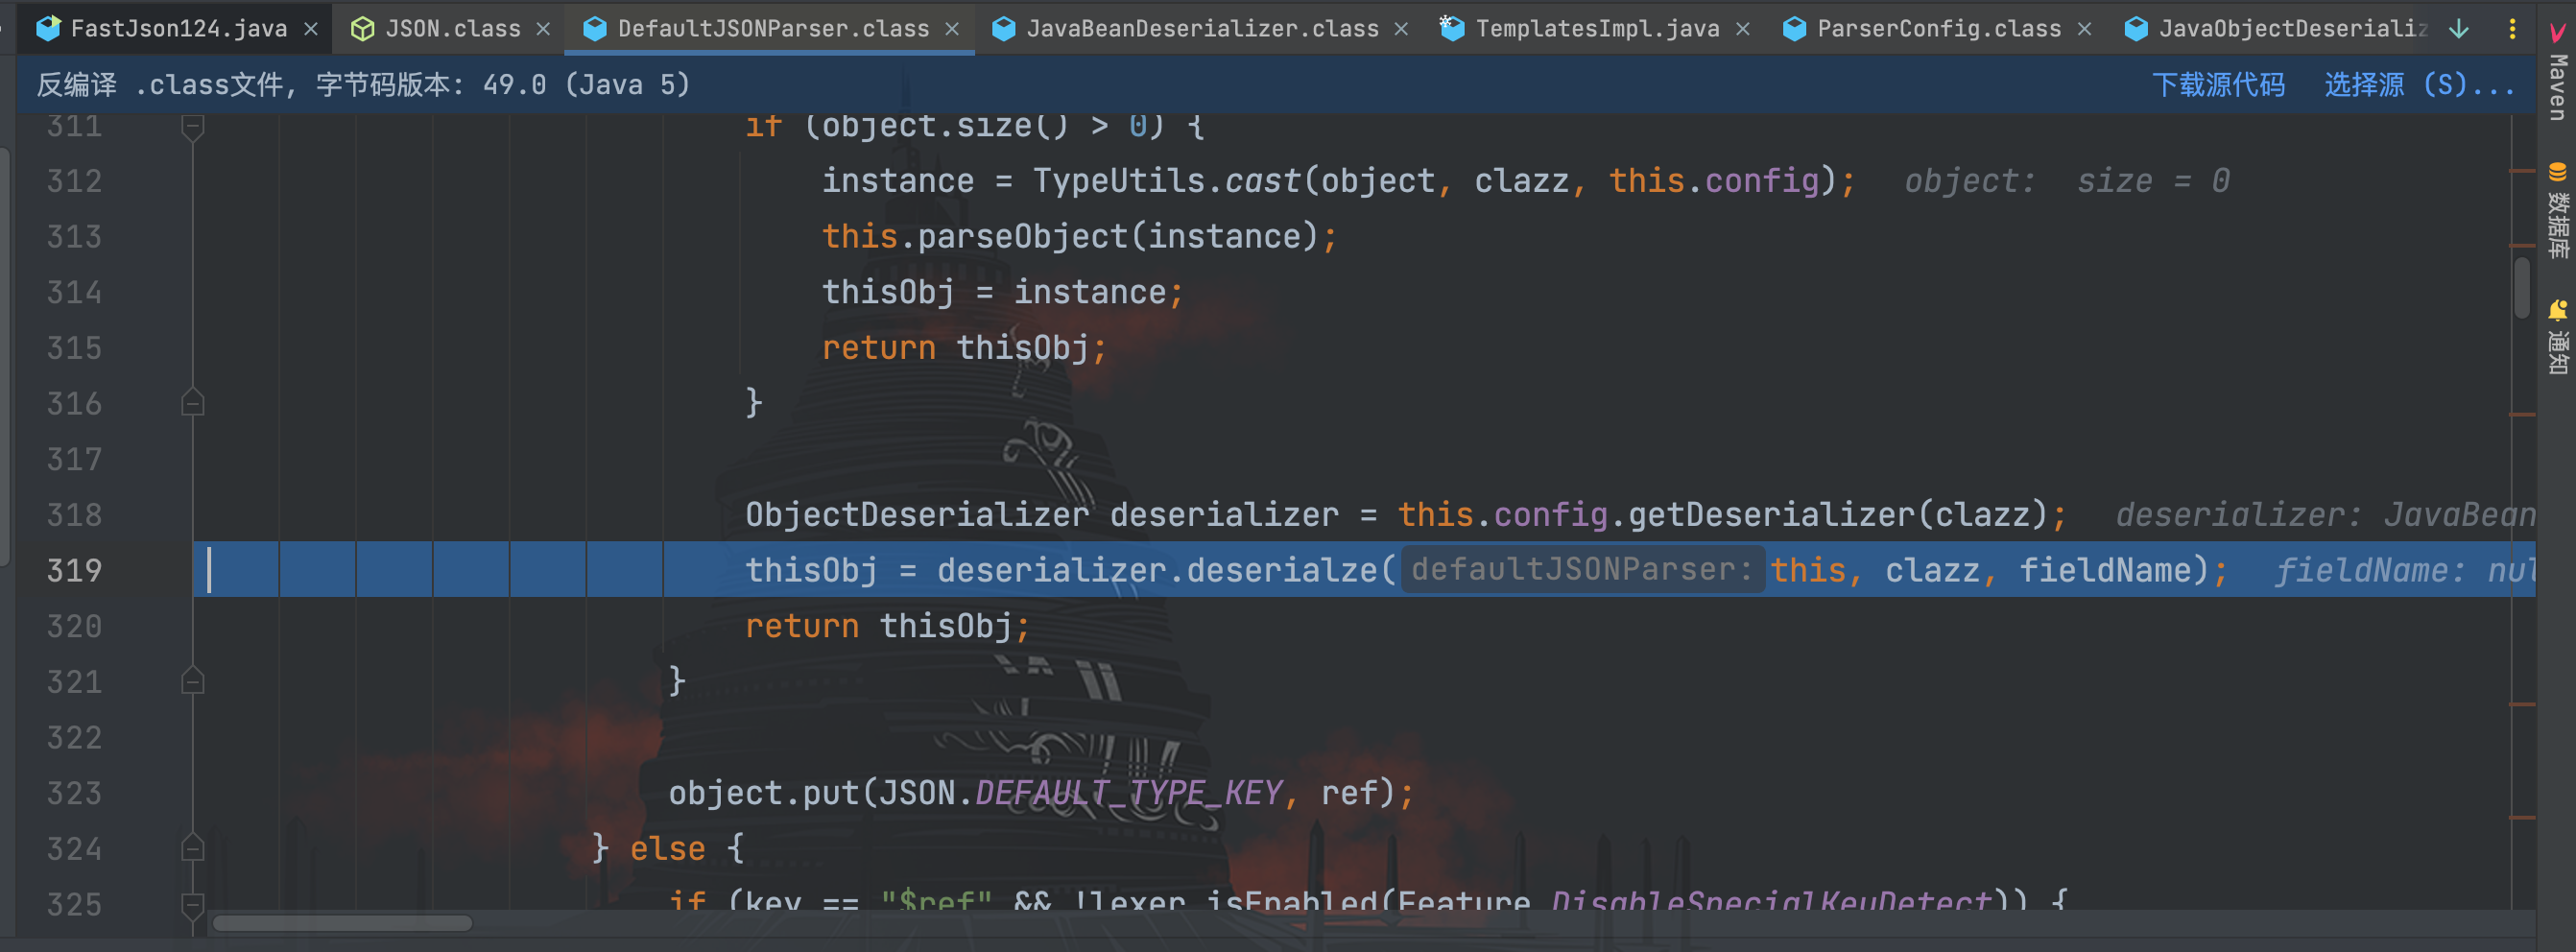 FastJson124.java JSON.class DefaultJSONParser.class JavaBeanDeserializer.class TemplatesImpl.java ParserConfig.class JavaObjectDeserializ
反编译 .class文件, 字节码版本: 49.0 (Java 5) 下载源代码 选择源 (S)...
311 if (object.size() > 0) {
312 instance = TypeUtils.cast(object, clazz, this.config); object: size = 0
313 this.parseObject(instance);
314 thisObj = instance;
315 return thisObj;
316 }
317
318 ObjectDeserializer deserializer = this.config.getDeserializer(clazz); deserializer: JavaBean
319 thisObj = deserializer.deserialze( defaultJSONParser: this, clazz, fieldName); fieldName: nul
320 return thisObj;
321 }
322
323 object.put(JSON.DEFAULT_TYPE_KEY, ref);
324 } else {
325 if (key == "$ref" && !lexer.isEnabled(Feature.DisableSpecialKeyDetect)) {
Maven
数据库
通知